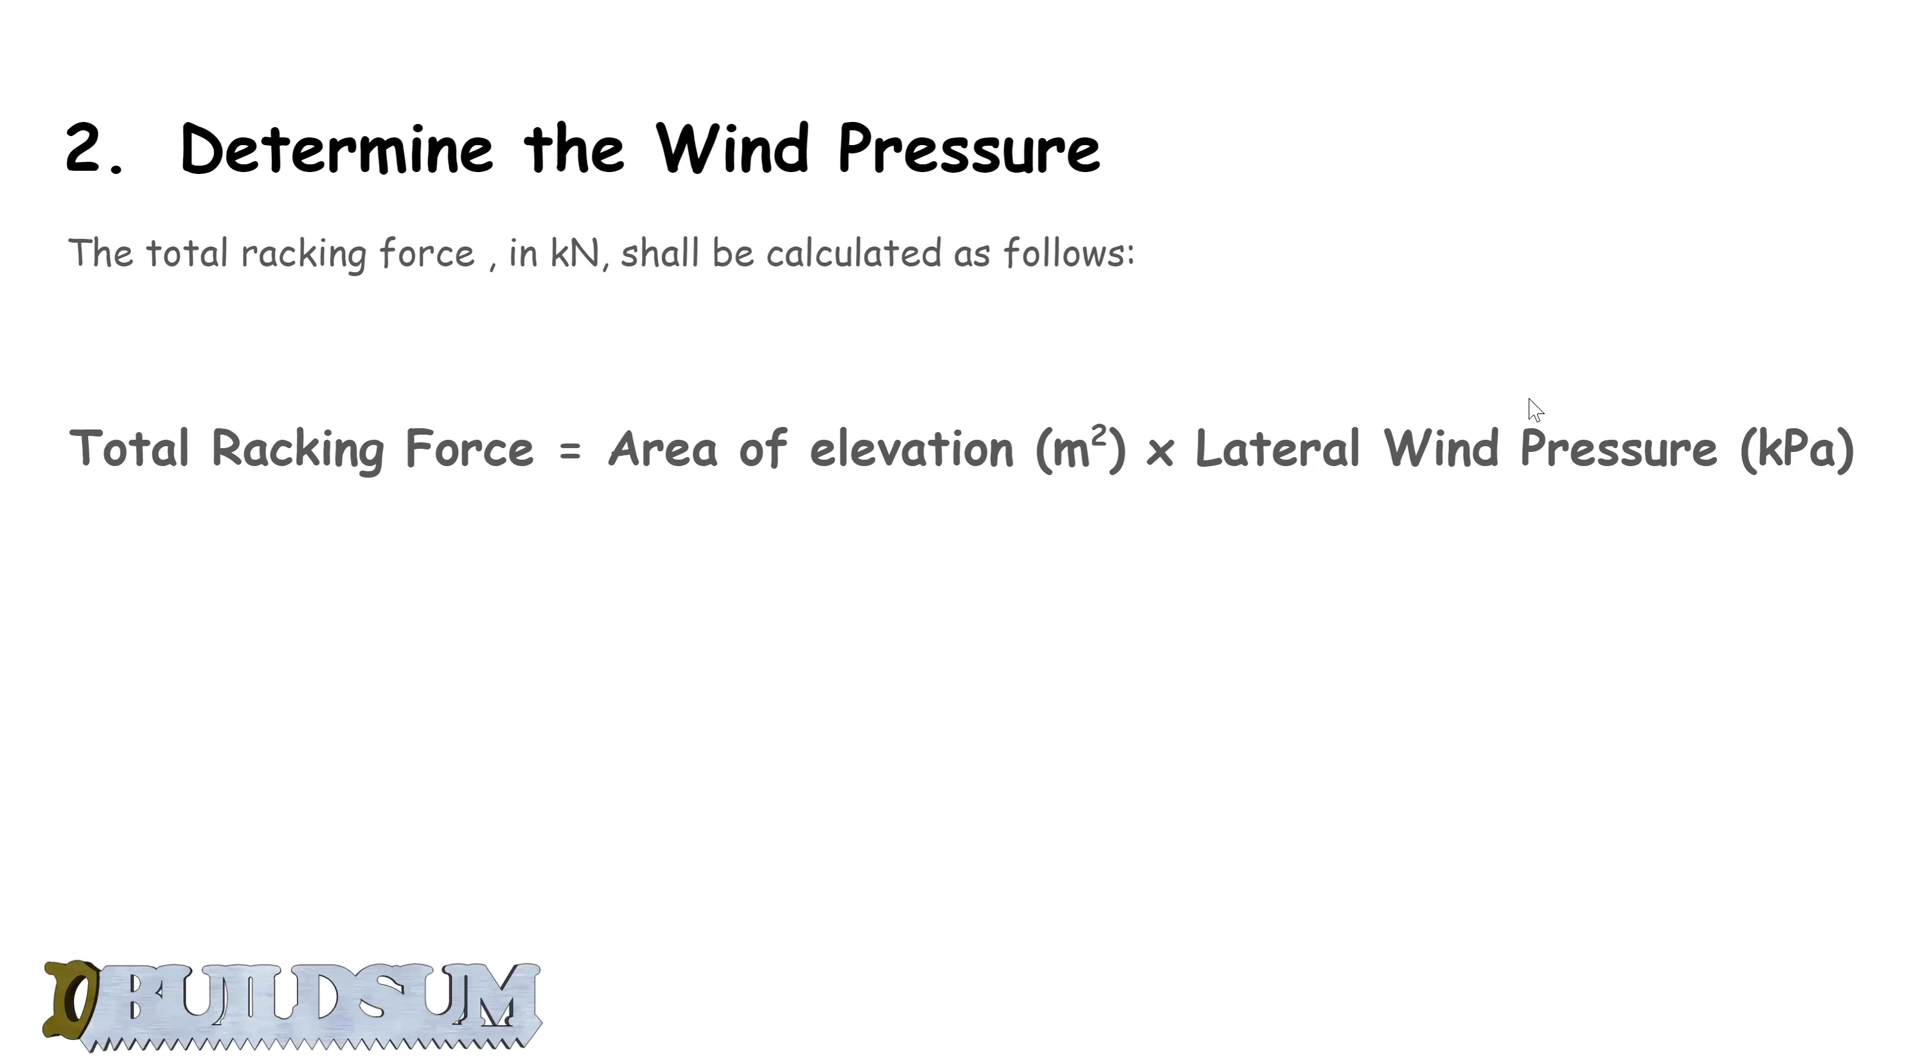 2. Determine the Wind Pressure
The total racking force , in kN, shall be calculated as follows:
Total Racking Force = Area of elevation (m²) x Lateral Wind Pressure (kPa)
BUILDSUM